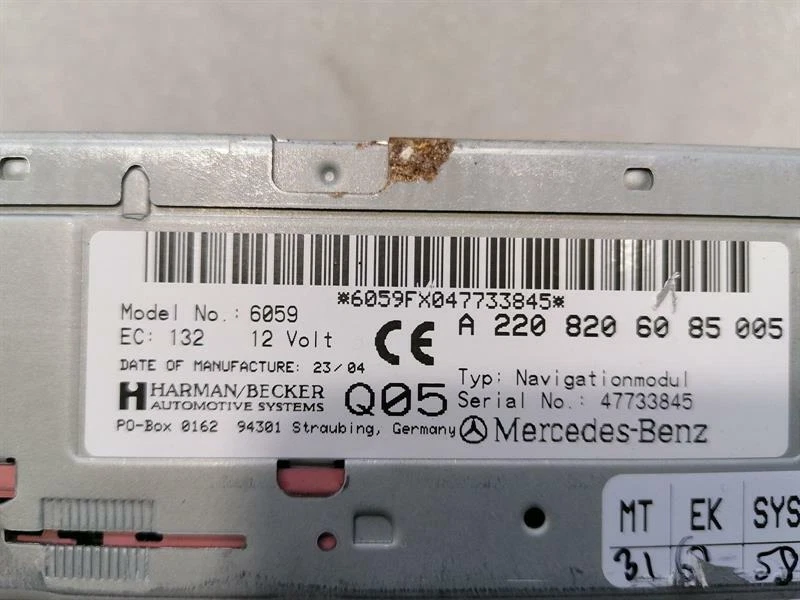 *6059FX047733845*
Model No.: 6059
EC: 132 12 Volt
CE
A 220 820 60 85 005
DATE OF MANUFACTURE: 23/04
HARMAN/BECKER
AUTOMOTIVE SYSTEMS
Q05
Typ: Navigationmodul
Serial No.: 47733845
PO-Box 0162 94301 Straubing, Germany
Mercedes-Benz
MT EK SYS
31 58